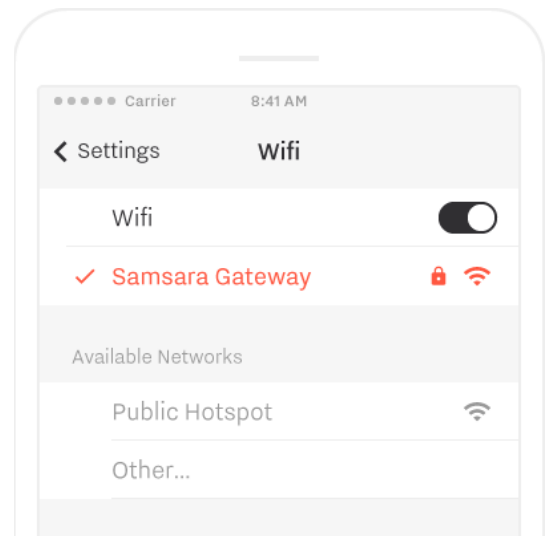 Carrier 8:41 AM
Settings Wifi
Wifi
Samsara Gateway
Available Networks
Public Hotspot
Other...